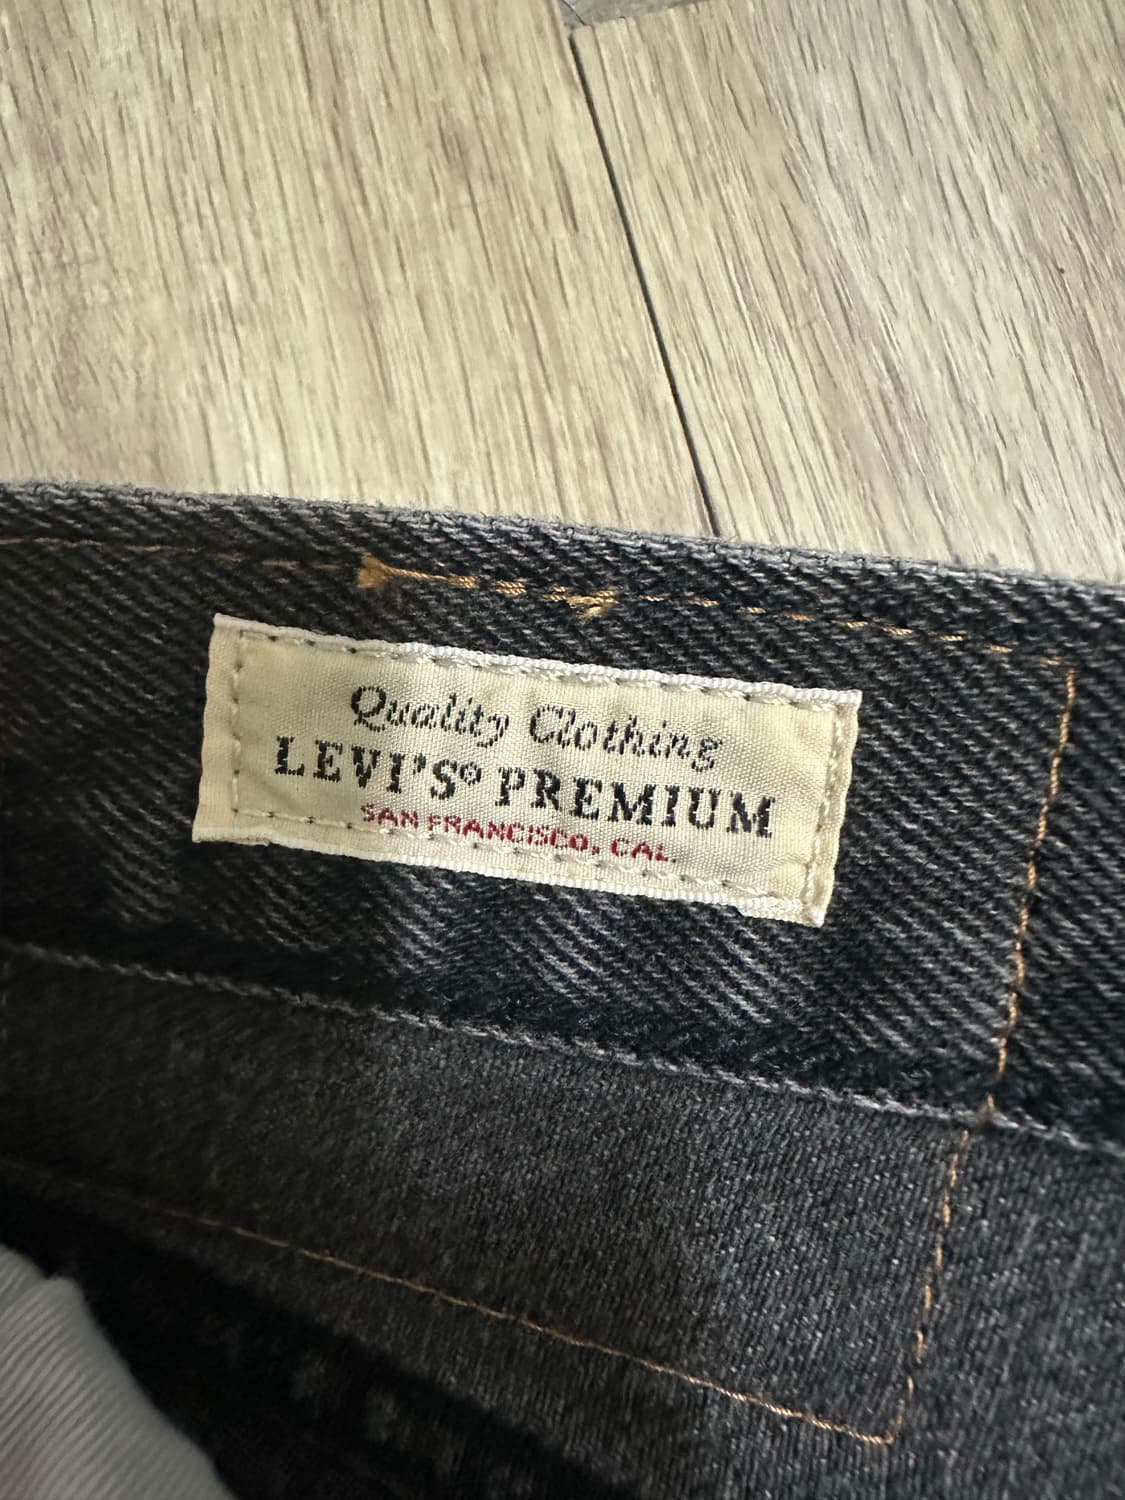 Quality Clothing
LEVI'S® PREMIUM
SAN FRANCISCO, CAL.